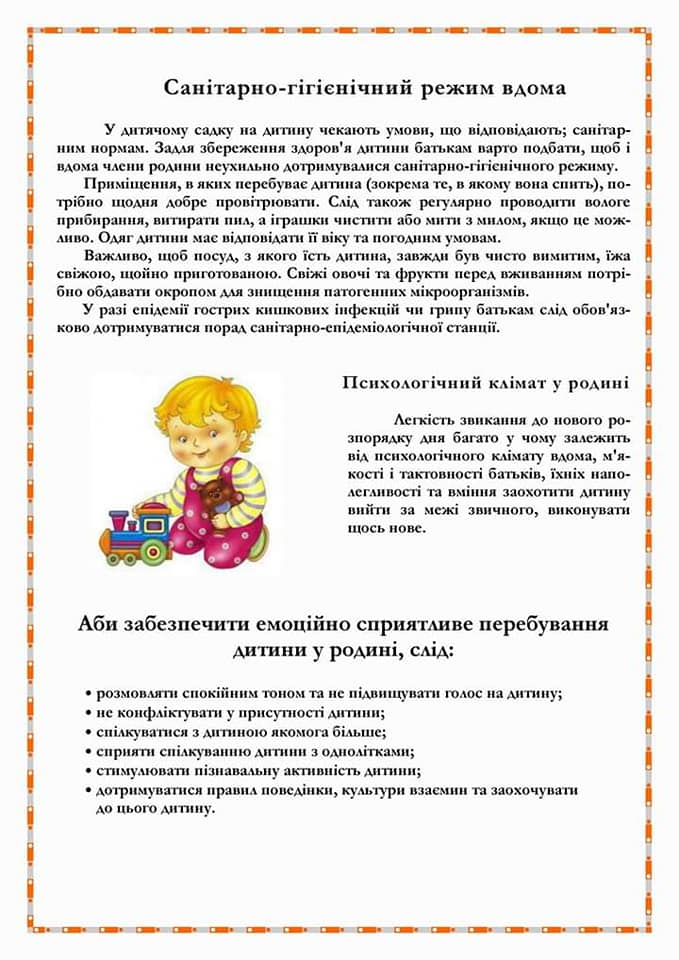 Санітарно-гігієнічний режим вдома
У дитячому садку на дитину чекають умови, що відповідають; санітар-
ним нормам. Задля збереження здоров'я дитини батькам варто подбати, щоб і
вдома члени родини неухильно дотримувалися санітарно-гігієнічного режиму.
Приміщення, в яких перебуває дитина (зокрема те, в якому вона спить), по-
трібно щодня добре провітрювати. Слід також регулярно проводити вологе
прибирання, витирати пил, а іграшки чистити або мити з милом, якщо це мож-
ливо. Одяг дитини має відповідати її віку та погодним умовам.
Важливо, щоб посуд, з якого їсть дитина, завжди був чисто вимитим, їжа
свіжою, щойно приготованою. Свіжі овочі та фрукти перед вживанням потрі-
бно обдавати окропом для знищення патогенних мікроорганізмів.
У разі епідемії гострих кишкових інфекцій чи грипу батькам слід обов'яз-
ково дотримуватися порад санітарно-епідеміологічної станції.
Психологічний клімат у родині
Легкість звикання до нового ро-
зпорядку дня багато у чому залежить
від психологічного клімату вдома, м'я-
кості і тактовності батьків, їхніх напо-
легливості та вміння заохотити дитину
вийти за межі звичного, виконувати
щось нове.
Аби забезпечити емоційно сприятливе перебування
дитини у родині, слід:
• розмовляти спокійним тоном та не підвищувати голос на дитину;
• не конфліктувати у присутності дитини;
• спілкуватися з дитиною якомога більше;
• сприяти спілкуванню дитини з однолітками;
• стимулювати пізнавальну активність дитини;
• дотримуватися правил поведінки, культури взаємин та заохочувати
до цього дитину.